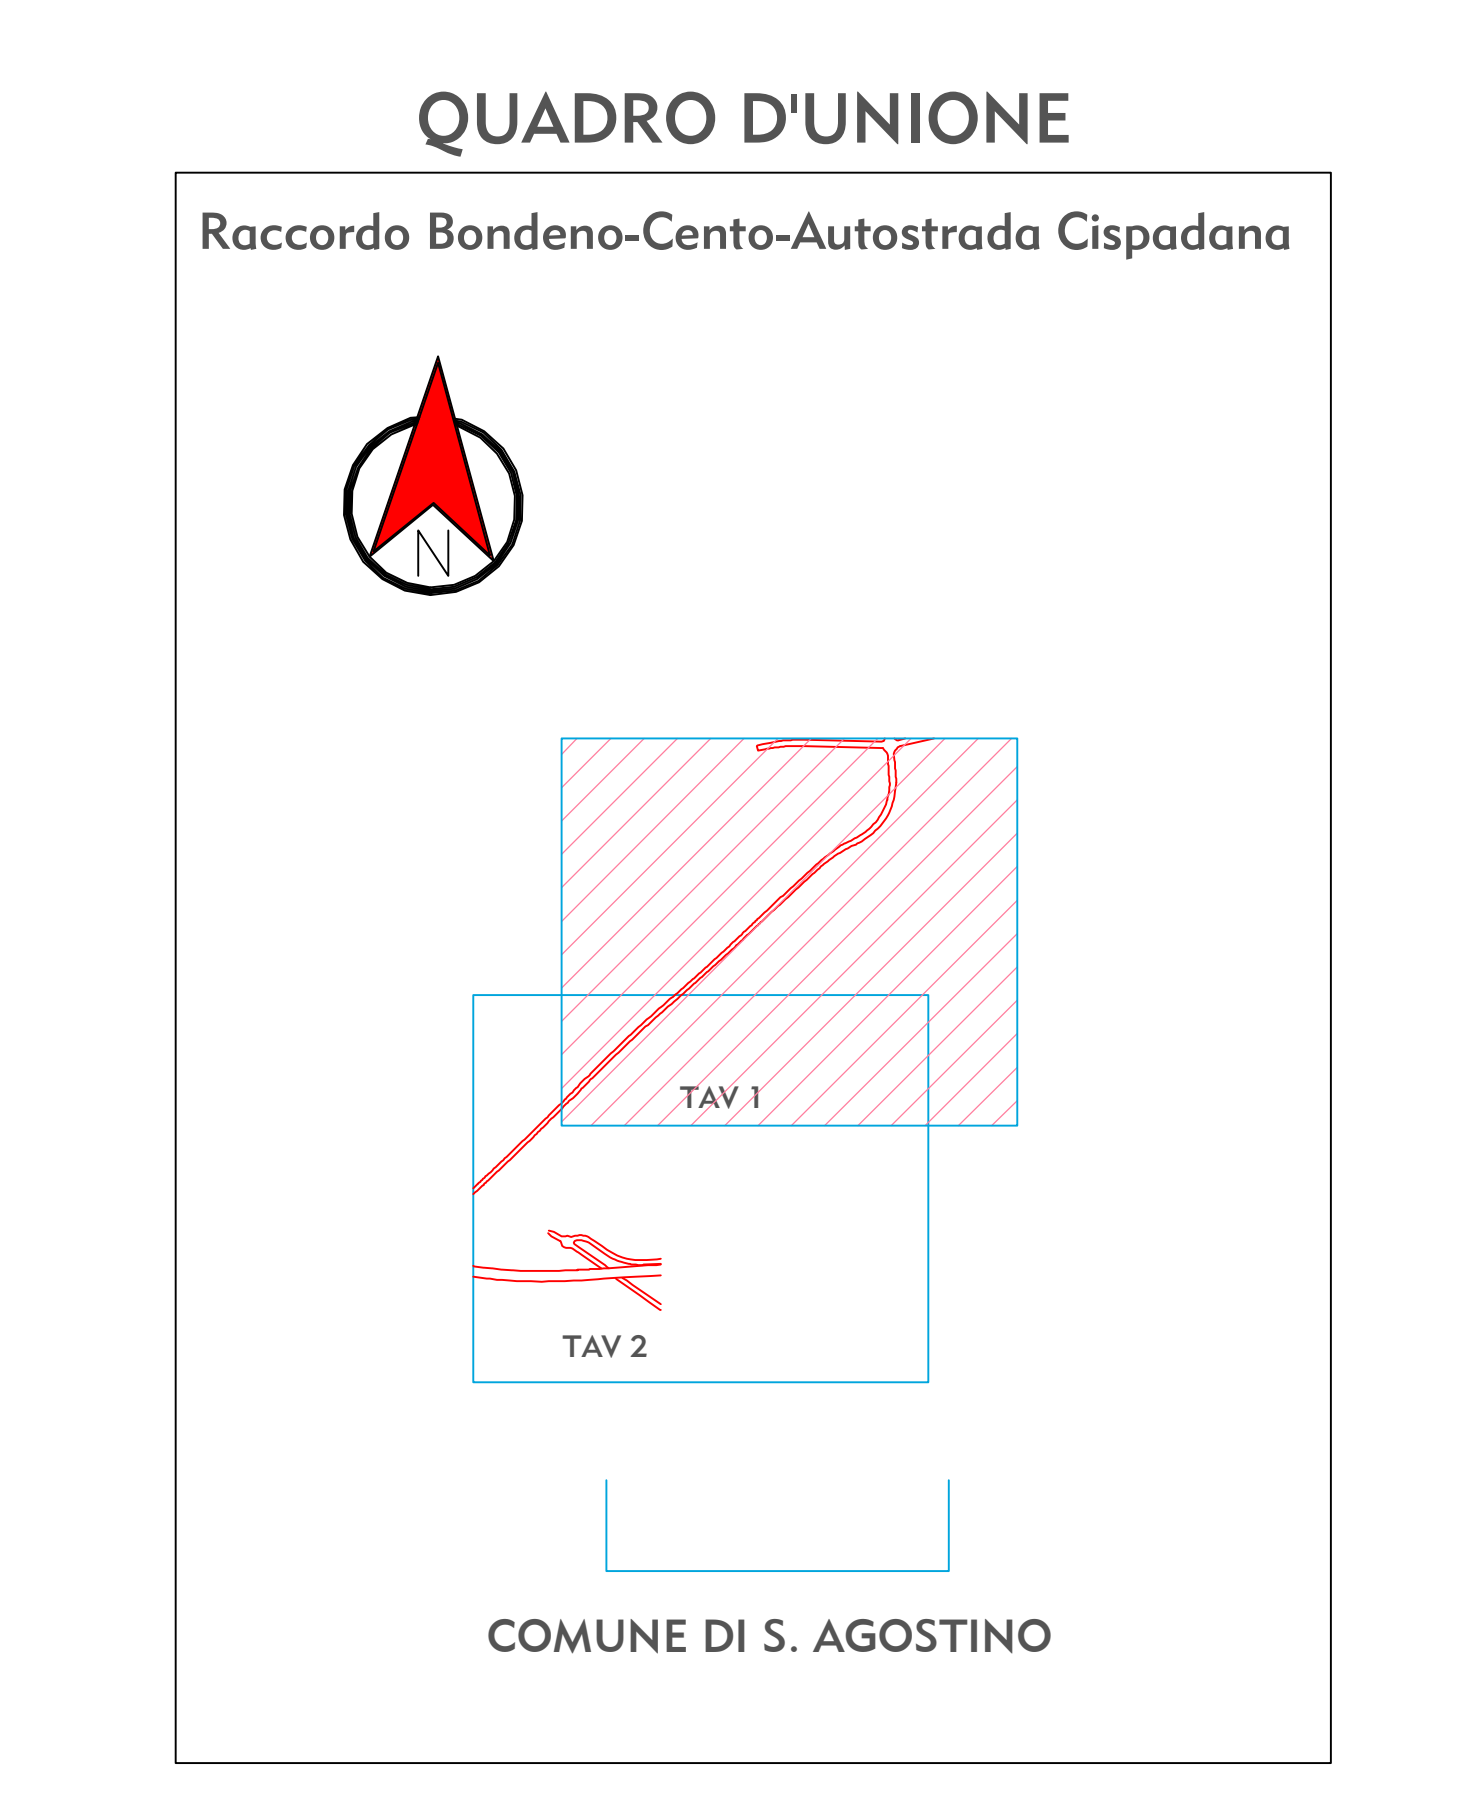 QUADRO D'UNIONE
Raccordo Bondeno-Cento-Autostrada Cispadana
N
TAV 1
TAV 2
COMUNE DI S. AGOSTINO